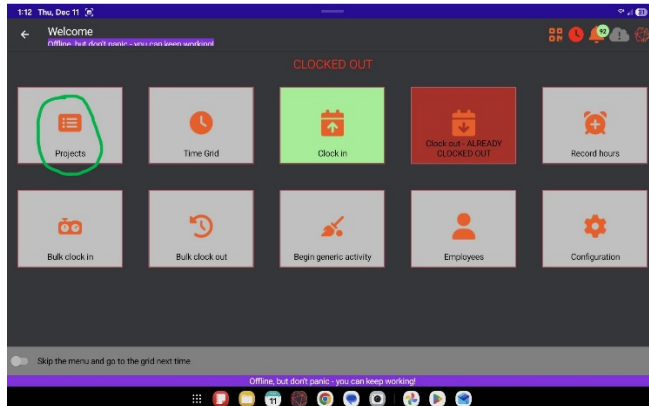 1:12 Thu, Dec 11
Welcome
Offline, but don't panic - you can keep working!
92
CLOCKED OUT
Projects
Time Grid
Clock in
Clock out - ALREADY
CLOCKED OUT
Record hours
Bulk clock in
Bulk clock out
Begin generic activity
Employees
Configuration
Skip the menu and go to the grid next time
Offline, but don't panic - you can keep working!
11